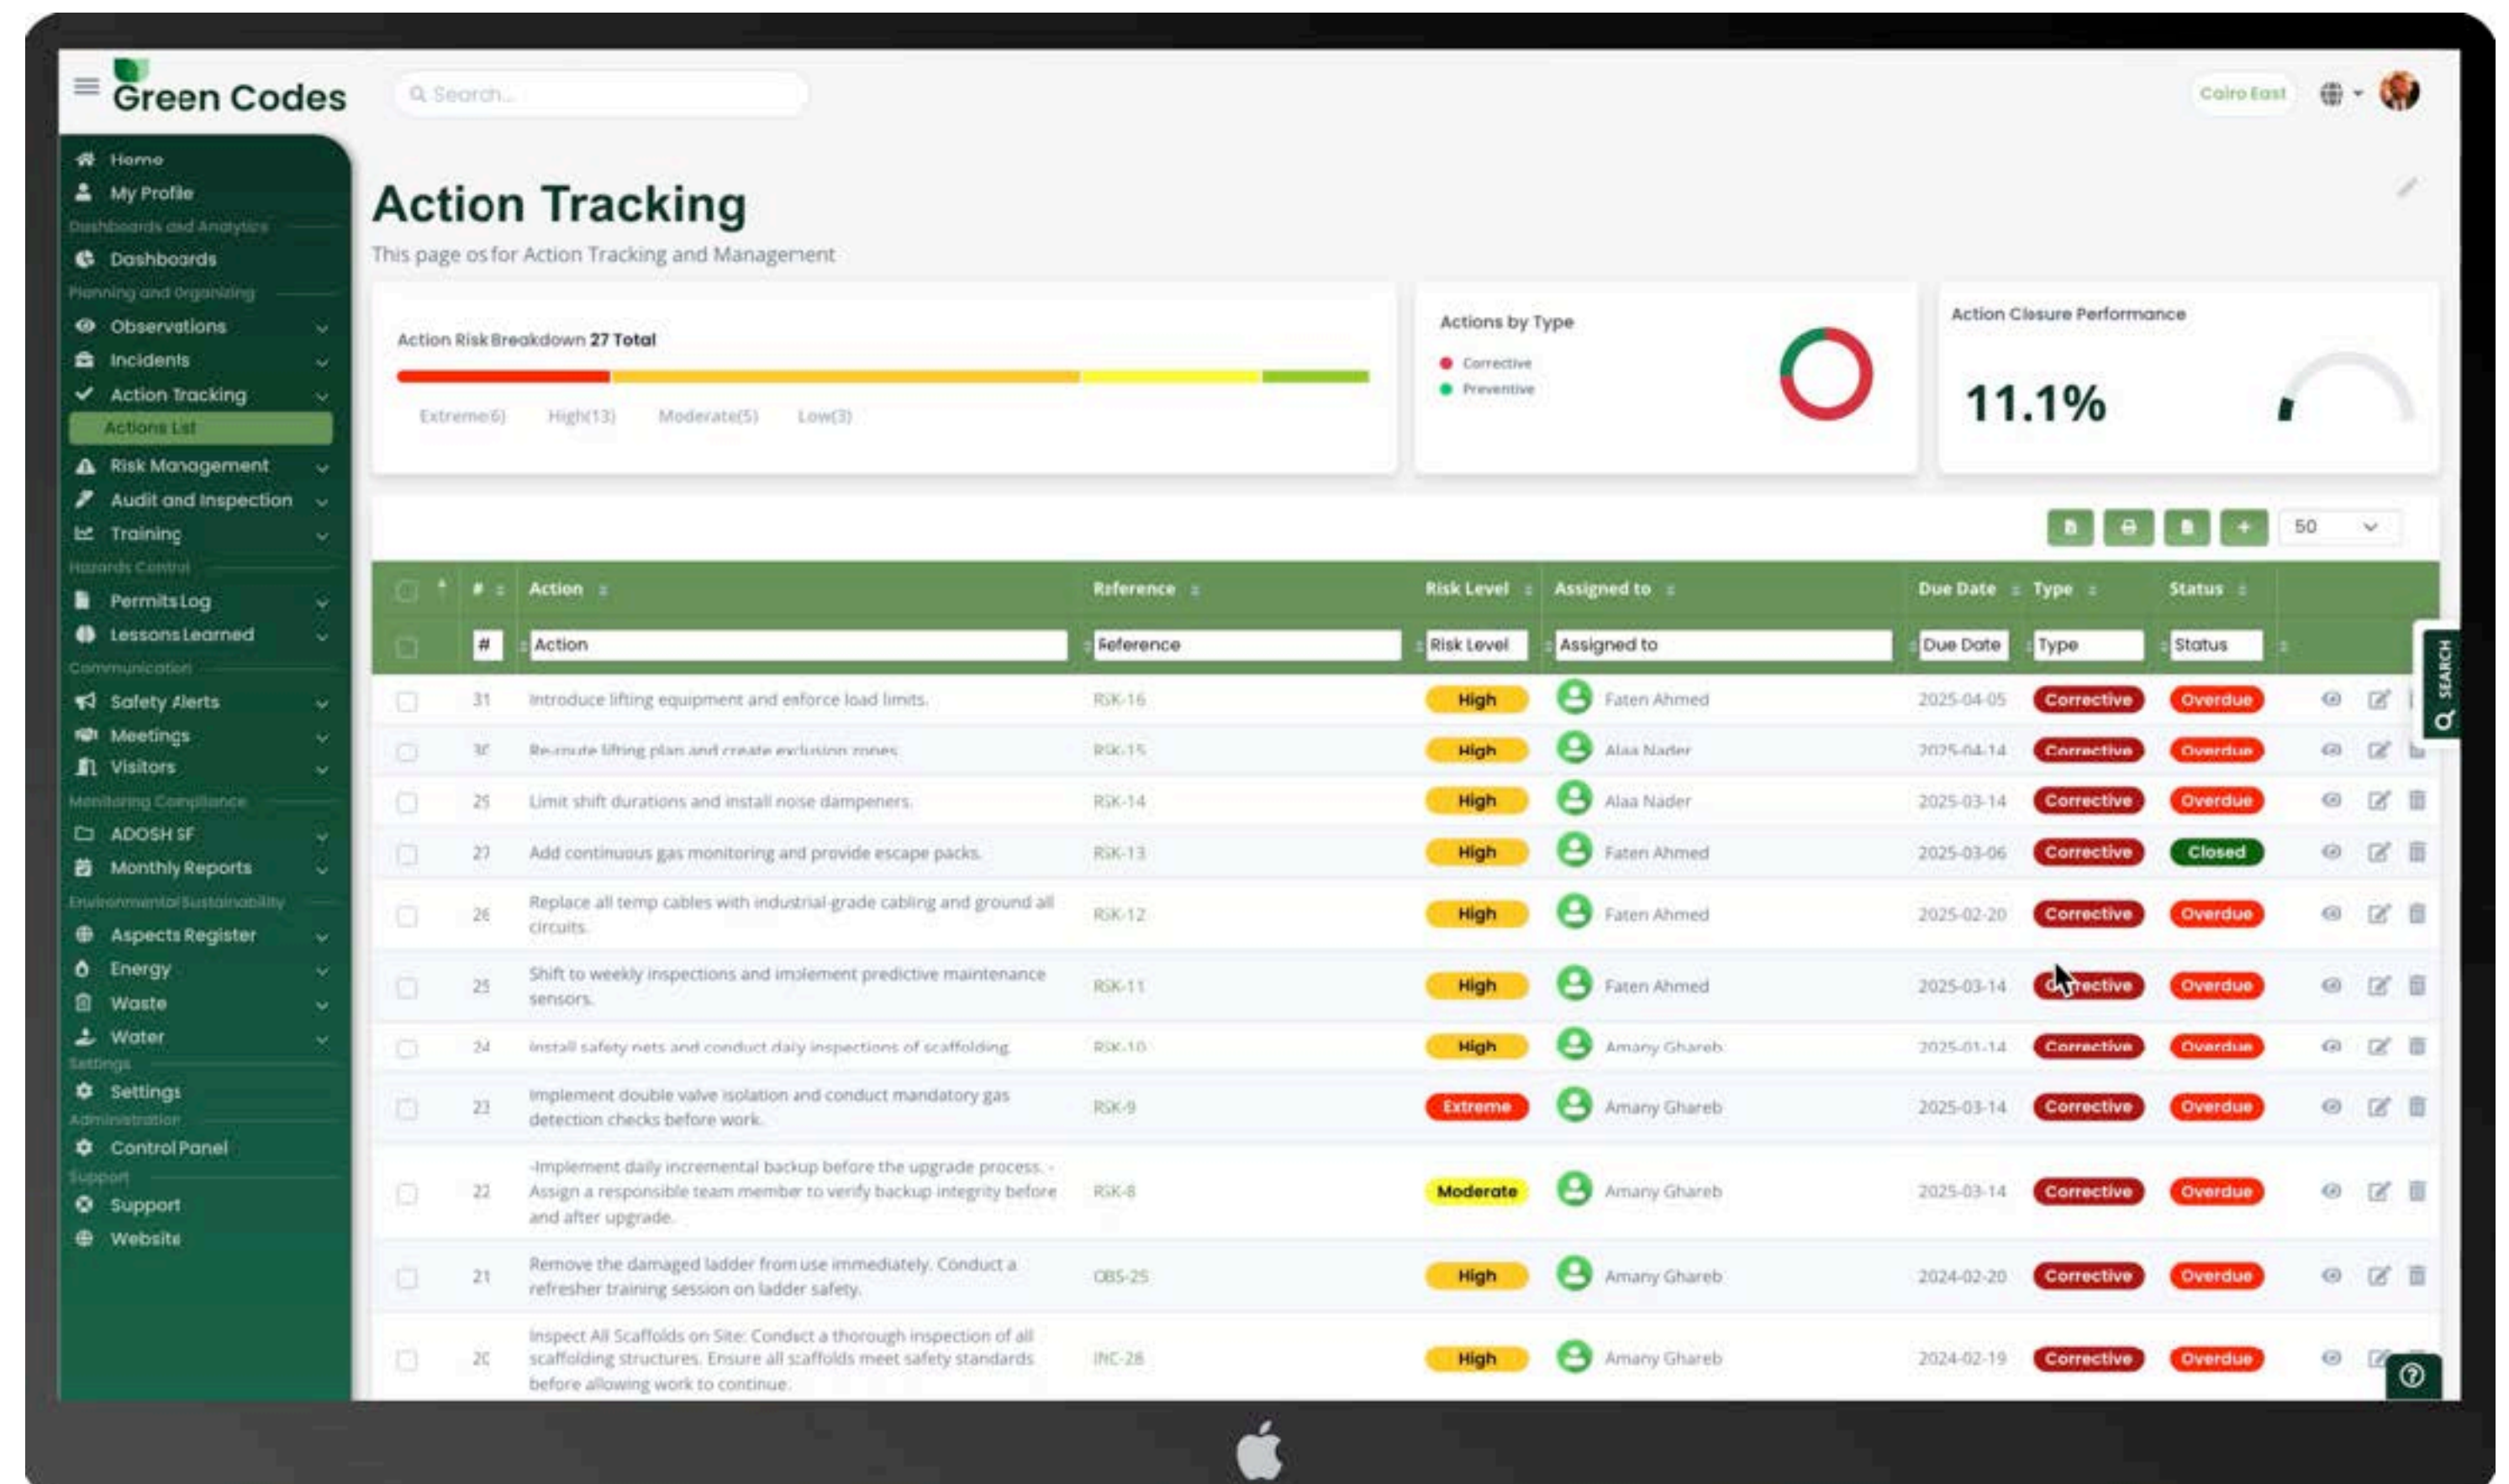 Green Codes
Search...
Cairo East
Home
My Profile
Dashboards and Analytics
Dashboards
Planning and Organizing
Observations
Incidents
Action Tracking
Actions List
Risk Management
Audit and Inspection
Training
Hazards Control
Permits Log
Lessons Learned
Communication
Safety Alerts
Meetings
Visitors
Monitoring Compliance
ADOSH SF
Monthly Reports
Environmental Sustainability
Aspects Register
Energy
Waste
Water
Settings
Settings
Administration
Control Panel
Support
Support
Website
Action Tracking
This page os for Action Tracking and Management
Action Risk Breakdown 27 Total
Extreme(6) High(13) Moderate(5) Low(3)
Actions by Type
Corrective
Preventive
Action Closure Performance
11.1%
50
# Action Reference Risk Level Assigned to Due Date Type Status
# Action Reference Risk Level Assigned to Due Date Type Status
SEARCH
31 Introduce lifting equipment and enforce load limits. RSK-16 High Faten Ahmed 2025-04-05 Corrective Overdue
30 Re-route lifting plan and create exclusion zones. RSK-15 High Alaa Nader 2025-04-14 Corrective Overdue
29 Limit shift durations and install noise dampeners. RSK-14 High Alaa Nader 2025-03-14 Corrective Overdue
27 Add continuous gas monitoring and provide escape packs. RSK-13 High Faten Ahmed 2025-03-06 Corrective Closed
26 Replace all temp cables with industrial-grade cabling and ground all
circuits. RSK-12 High Faten Ahmed 2025-02-20 Corrective Overdue
25 Shift to weekly inspections and implement predictive maintenance
sensors. RSK-11 High Faten Ahmed 2025-03-14 Corrective Overdue
24 Install safety nets and conduct daily inspections of scaffolding. RSK-10 High Amany Ghareb 2025-01-14 Corrective Overdue
23 Implement double valve isolation and conduct mandatory gas
detection checks before work. RSK-9 Extreme Amany Ghareb 2025-03-14 Corrective Overdue
22 -Implement daily incremental backup before the upgrade process. -
Assign a responsible team member to verify backup integrity before
and after upgrade. RSK-8 Moderate Amany Ghareb 2025-03-14 Corrective Overdue
21 Remove the damaged ladder from use immediately. Conduct a
refresher training session on ladder safety. OBS-25 High Amany Ghareb 2024-02-20 Corrective Overdue
20 Inspect All Scaffolds on Site: Conduct a thorough inspection of all
scaffolding structures. Ensure all scaffolds meet safety standards
before allowing work to continue. INC-28 High Amany Ghareb 2024-02-19 Corrective Overdue